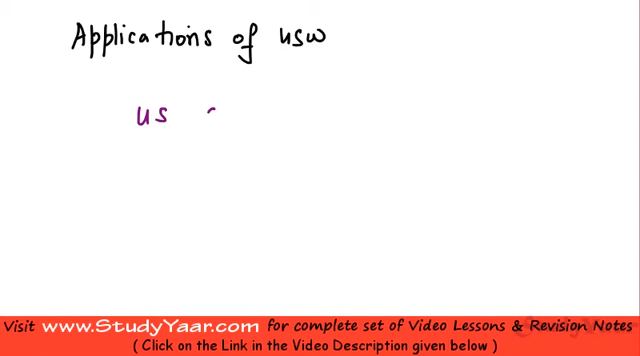 Applications of USW
US
Visit www.StudyYaar.com for complete set of Video Lessons & Revision Notes
( Click on the Link in the Video Description given below )